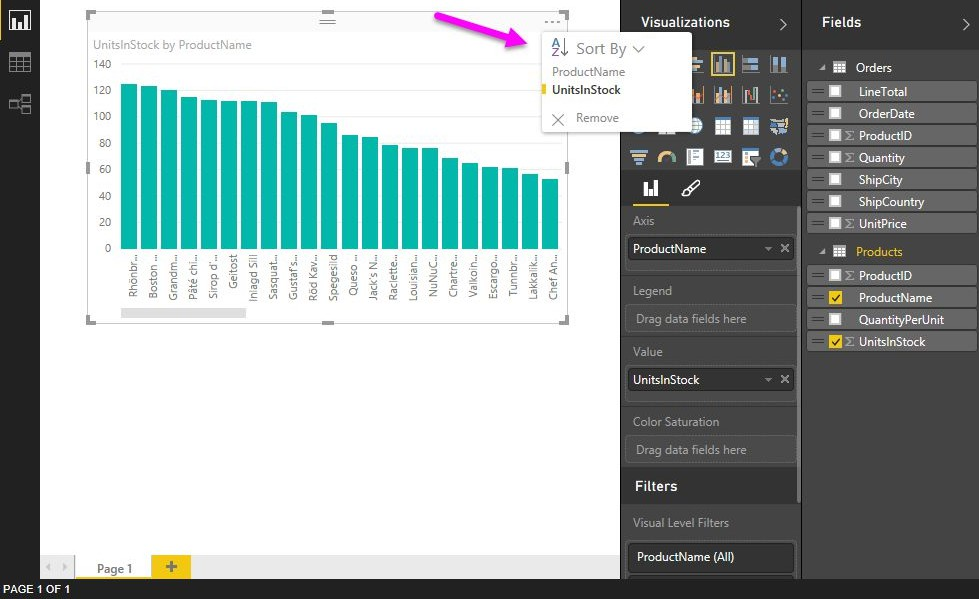 UnitsInStock by ProductName
140
120
100
80
60
40
20
0
Rhönbr...
Boston ...
Grandm...
Pâté chi...
Sirop d'...
Geitost
Inlagd Sill
Sasquat...
Gustaf's...
Röd Kav...
Spegesild
Queso ...
Jack's N...
Raclette...
Louisian...
NuNuC...
Chartre...
Valkoin...
Escargo...
Tunnbr...
Lakkalik...
Chef An...
A
Z
Sort By
ProductName
UnitsInStock
Remove
Page 1
+
PAGE 1 OF 1
Visualizations
123
Axis
ProductName
Legend
Drag data fields here
Value
UnitsInStock
Color Saturation
Drag data fields here
Filters
Visual Level Filters
ProductName (All)
Fields
Orders
LineTotal
OrderDate
Σ ProductID
Σ Quantity
ShipCity
ShipCountry
Σ UnitPrice
Products
Σ ProductID
ProductName
QuantityPerUnit
Σ UnitsInStock